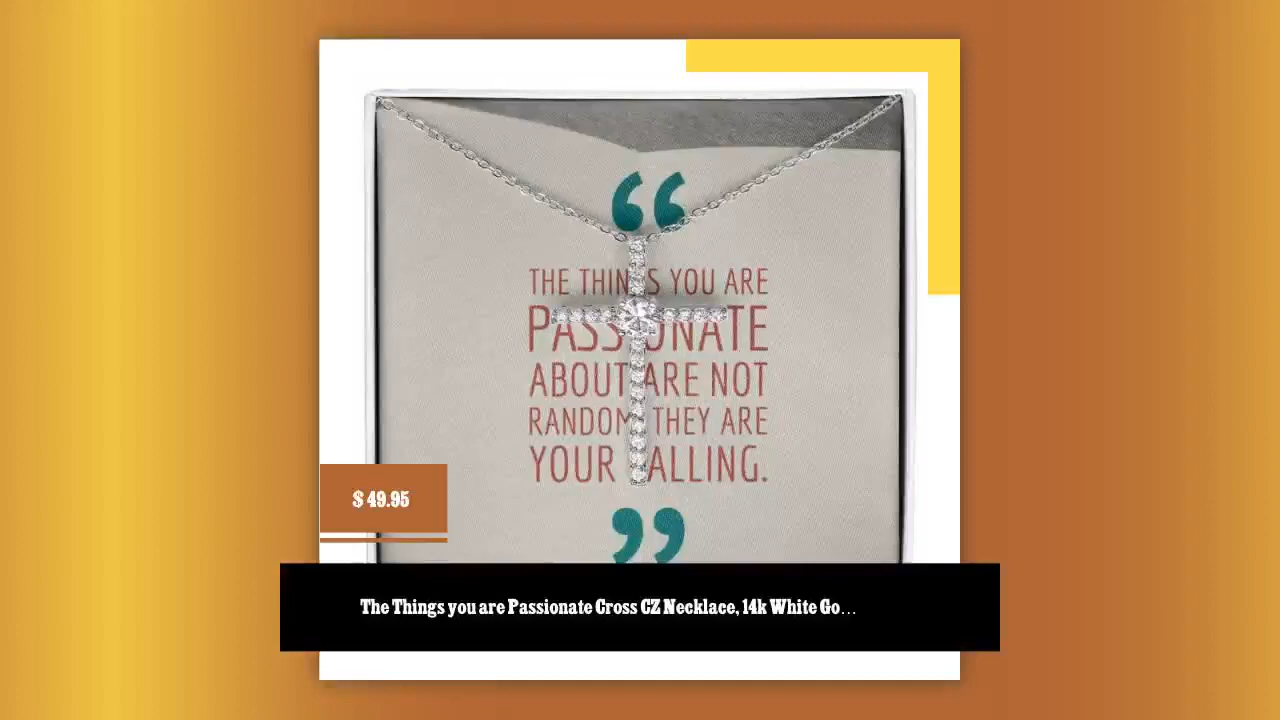 “
THE THINGS YOU ARE
PASSIONATE
ABOUT ARE NOT
RANDOM, THEY ARE
YOUR CALLING.
”
$ 49.95
The Things you are Passionate Cross CZ Necklace, 14k White Go...